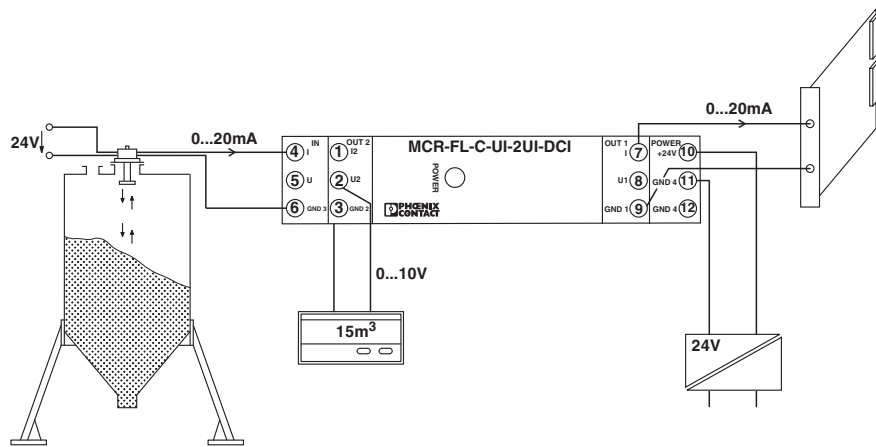 24V
0...20mA
IN
4 I
5 U
6 GND 3
OUT 2
1 I2
2 U2
3 GND 2
MCR-FL-C-UI-2UI-DCI
POWER
PHŒNIX
CONTACT
OUT 1
I 7
U1 8
GND 1 9
POWER
+24V 10
GND 4 11
GND 4 12
0...20mA
0...10V
15m³
24V